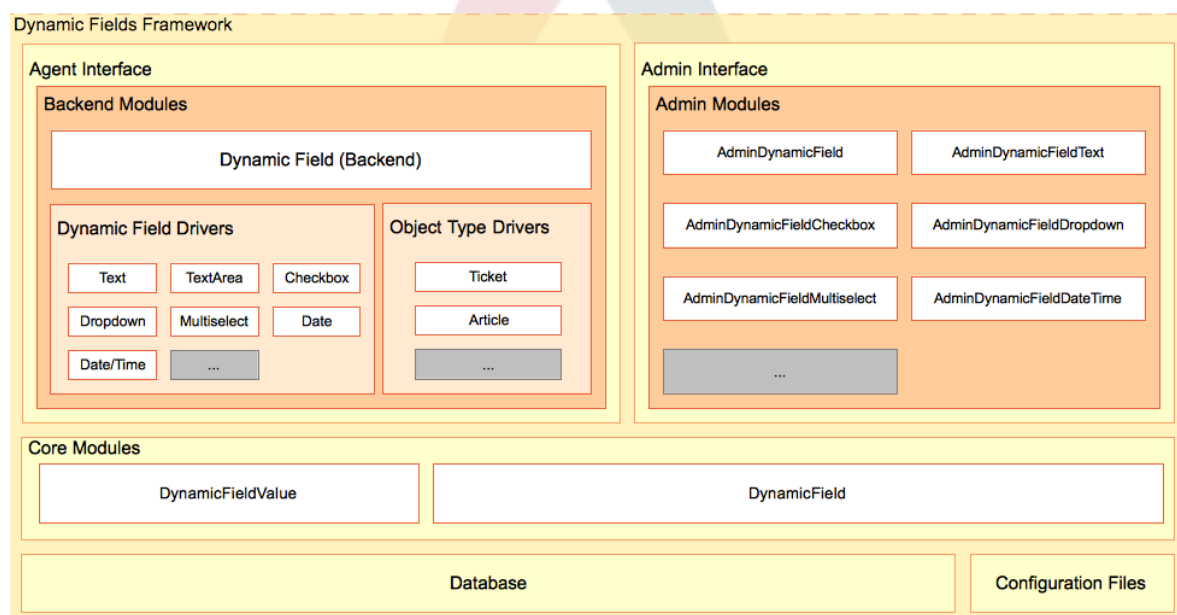 Dynamic Fields Framework
Agent Interface
Backend Modules
Dynamic Field (Backend)
Dynamic Field Drivers
Text
TextArea
Checkbox
Dropdown
Multiselect
Date
Date/Time
...
Object Type Drivers
Ticket
Article
...
Admin Interface
Admin Modules
AdminDynamicField
AdminDynamicFieldText
AdminDynamicFieldCheckbox
AdminDynamicFieldDropdown
AdminDynamicFieldMultiselect
AdminDynamicFieldDateTime
...
Core Modules
DynamicFieldValue
DynamicField
Database
Configuration Files